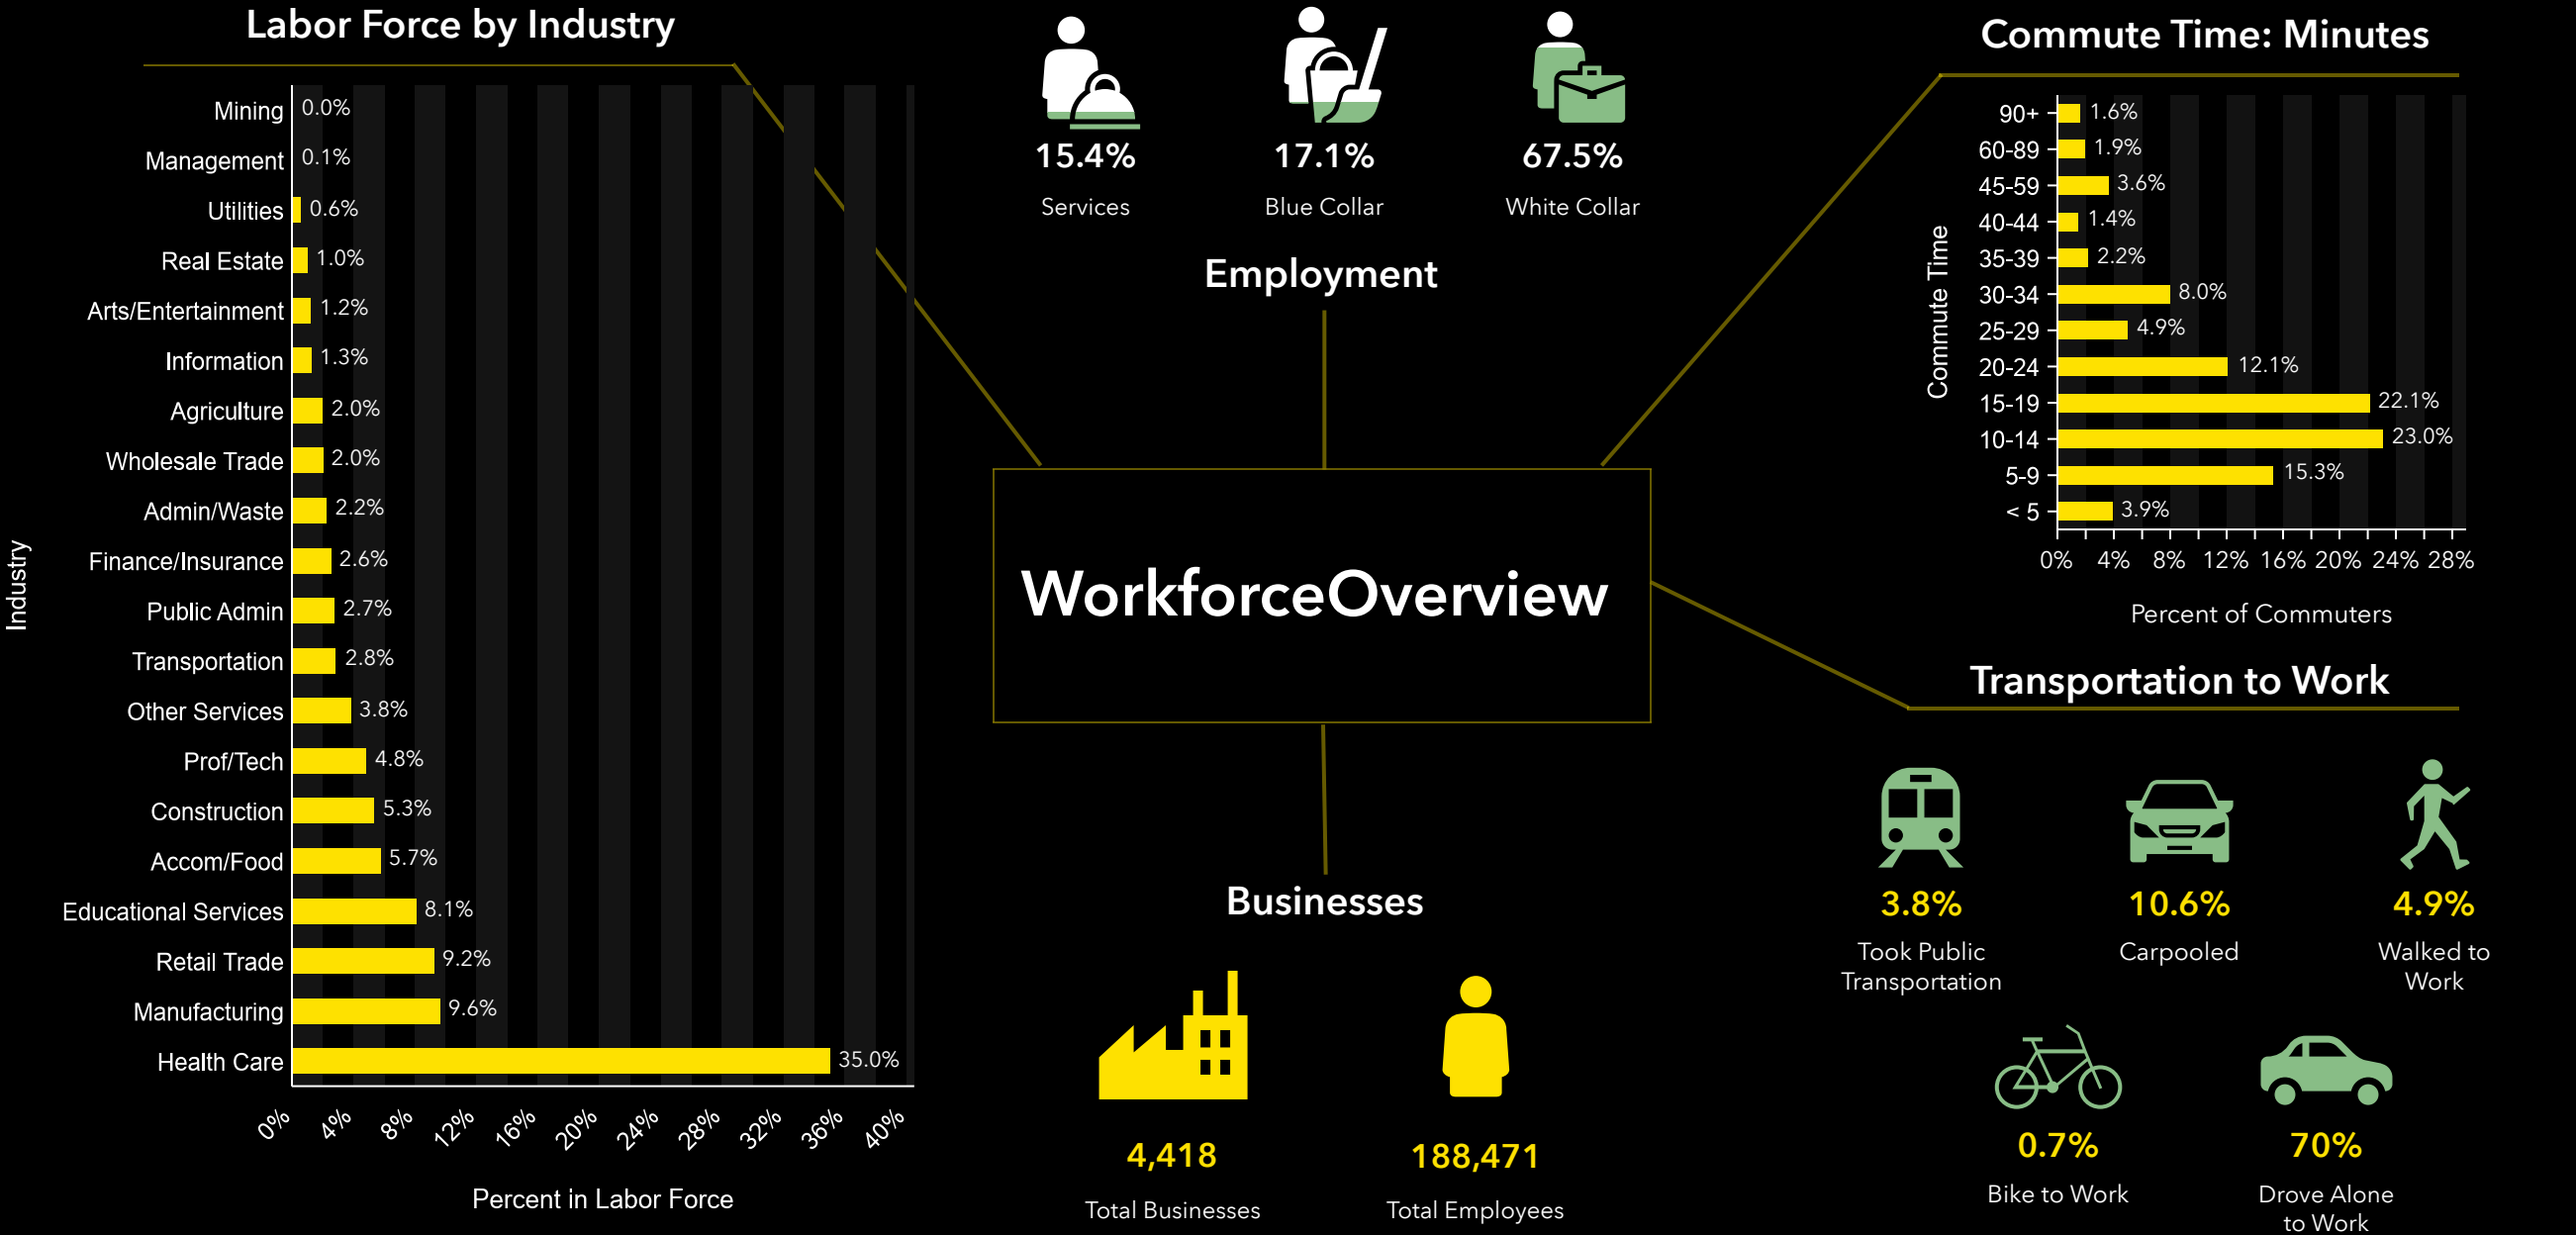 Labor Force by Industry
Industry
Mining 0.0%
Management 0.1%
Utilities 0.6%
Real Estate 1.0%
Arts/Entertainment 1.2%
Information 1.3%
Agriculture 2.0%
Wholesale Trade 2.0%
Admin/Waste 2.2%
Finance/Insurance 2.6%
Public Admin 2.7%
Transportation 2.8%
Other Services 3.8%
Prof/Tech 4.8%
Construction 5.3%
Accom/Food 5.7%
Educational Services 8.1%
Retail Trade 9.2%
Manufacturing 9.6%
Health Care 35.0%
0% 4% 8% 12% 16% 20% 24% 28% 32% 36% 40%
Percent in Labor Force
15.4% 17.1% 67.5%
Services Blue Collar White Collar
Employment
WorkforceOverview
Businesses
4,418 188,471
Total Businesses Total Employees
Commute Time: Minutes
Commute Time
90+ 1.6%
60-89 1.9%
45-59 3.6%
40-44 1.4%
35-39 2.2%
30-34 8.0%
25-29 4.9%
20-24 12.1%
15-19 22.1%
10-14 23.0%
5-9 15.3%
< 5 3.9%
0% 4% 8% 12% 16% 20% 24% 28%
Percent of Commuters
Transportation to Work
3.8% 10.6% 4.9%
Took Public Carpooled Walked to
Transportation Work
0.7% 70%
Bike to Work Drove Alone
to Work